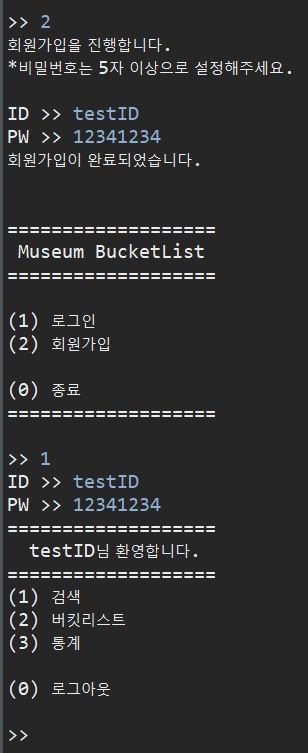 >> 2
회원가입을 진행합니다.
*비밀번호는 5자 이상으로 설정해주세요.
ID >> testID
PW >> 12341234
회원가입이 완료되었습니다.
====================
Museum BucketList
====================
(1) 로그인
(2) 회원가입
(0) 종료
====================
>> 1
ID >> testID
PW >> 12341234
====================
testID님 환영합니다.
====================
(1) 검색
(2) 버킷리스트
(3) 통계
(0) 로그아웃
>>